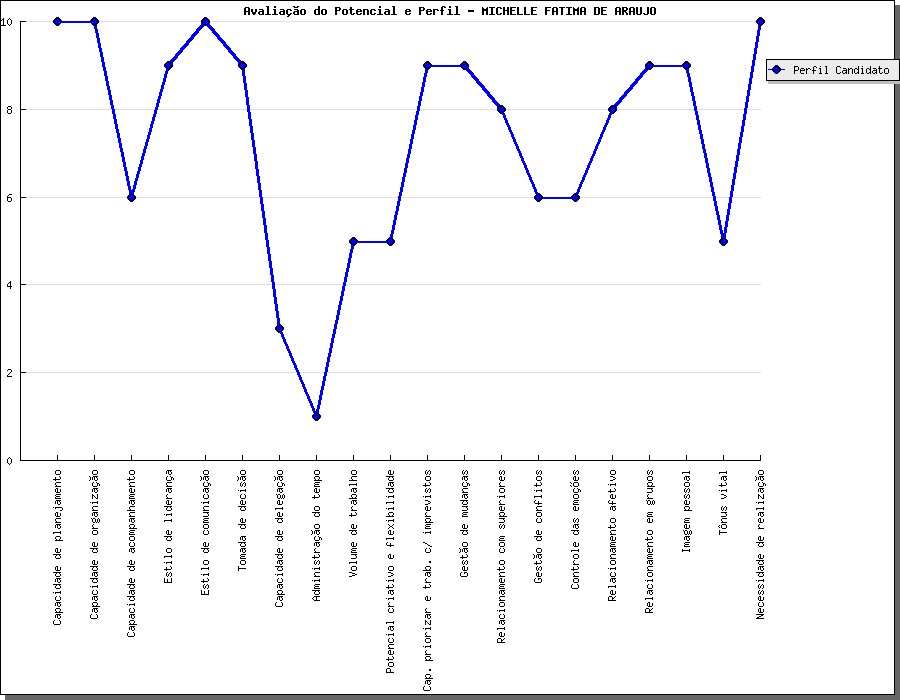 Avaliação do Potencial e Perfil - MICHELLE FATIMA DE ARAUJO
10
8
6
4
2
0
Perfil Candidato
Capacidade de planejamento
Capacidade de organização
Capacidade de acompanhamento
Estilo de liderança
Estilo de comunicação
Tomada de decisão
Capacidade de delegação
Administração do tempo
Volume de trabalho
Potencial criativo e flexibilidade
Cap. priorizar e trab. c/ imprevistos
Gestão de mudanças
Relacionamento com superiores
Gestão de conflitos
Controle das emoções
Relacionamento afetivo
Relacionamento em grupos
Imagem pessoal
Tônus vital
Necessidade de realização